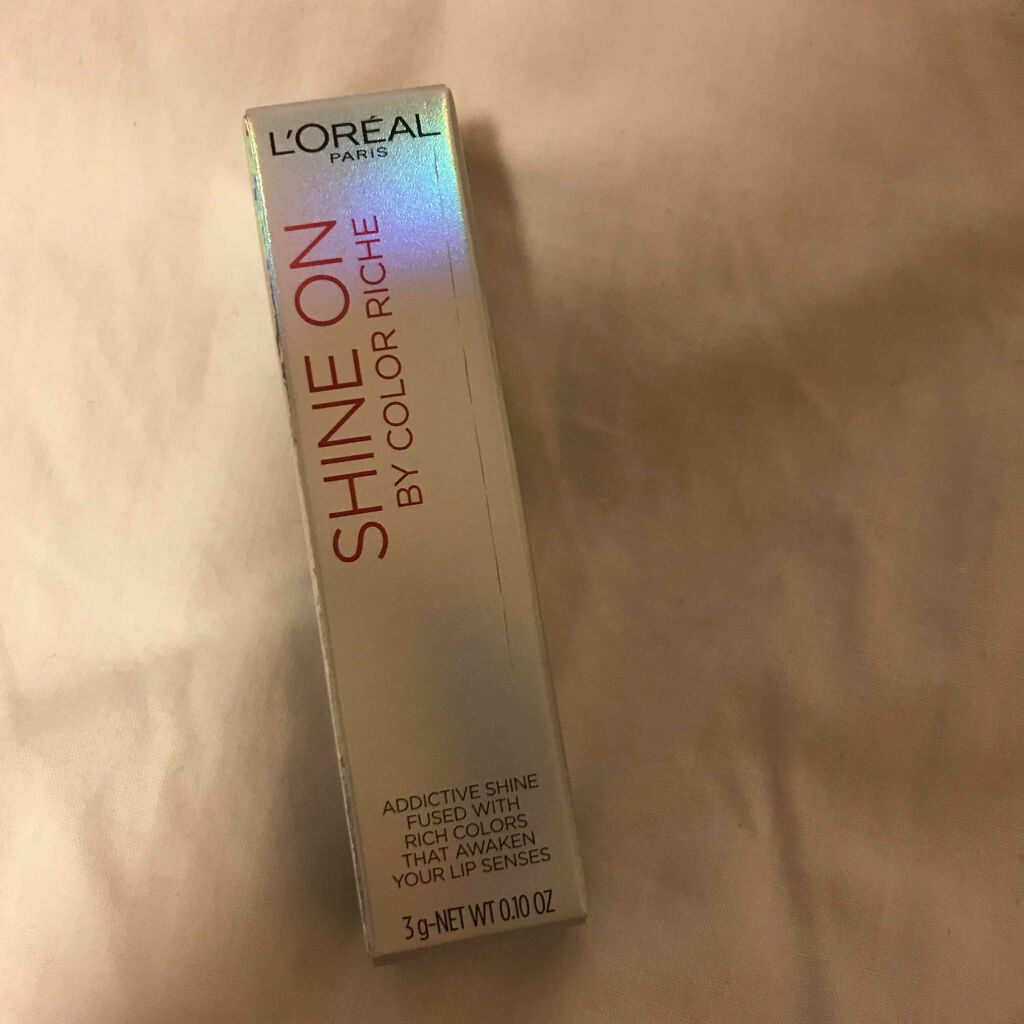 L'ORÉAL
PARIS
SHINE ON
BY COLOR RICHE
ADDICTIVE SHINE
FUSED WITH
RICH COLORS
THAT AWAKEN
YOUR LIP SENSES
3 g-NET WT 0.10 OZ